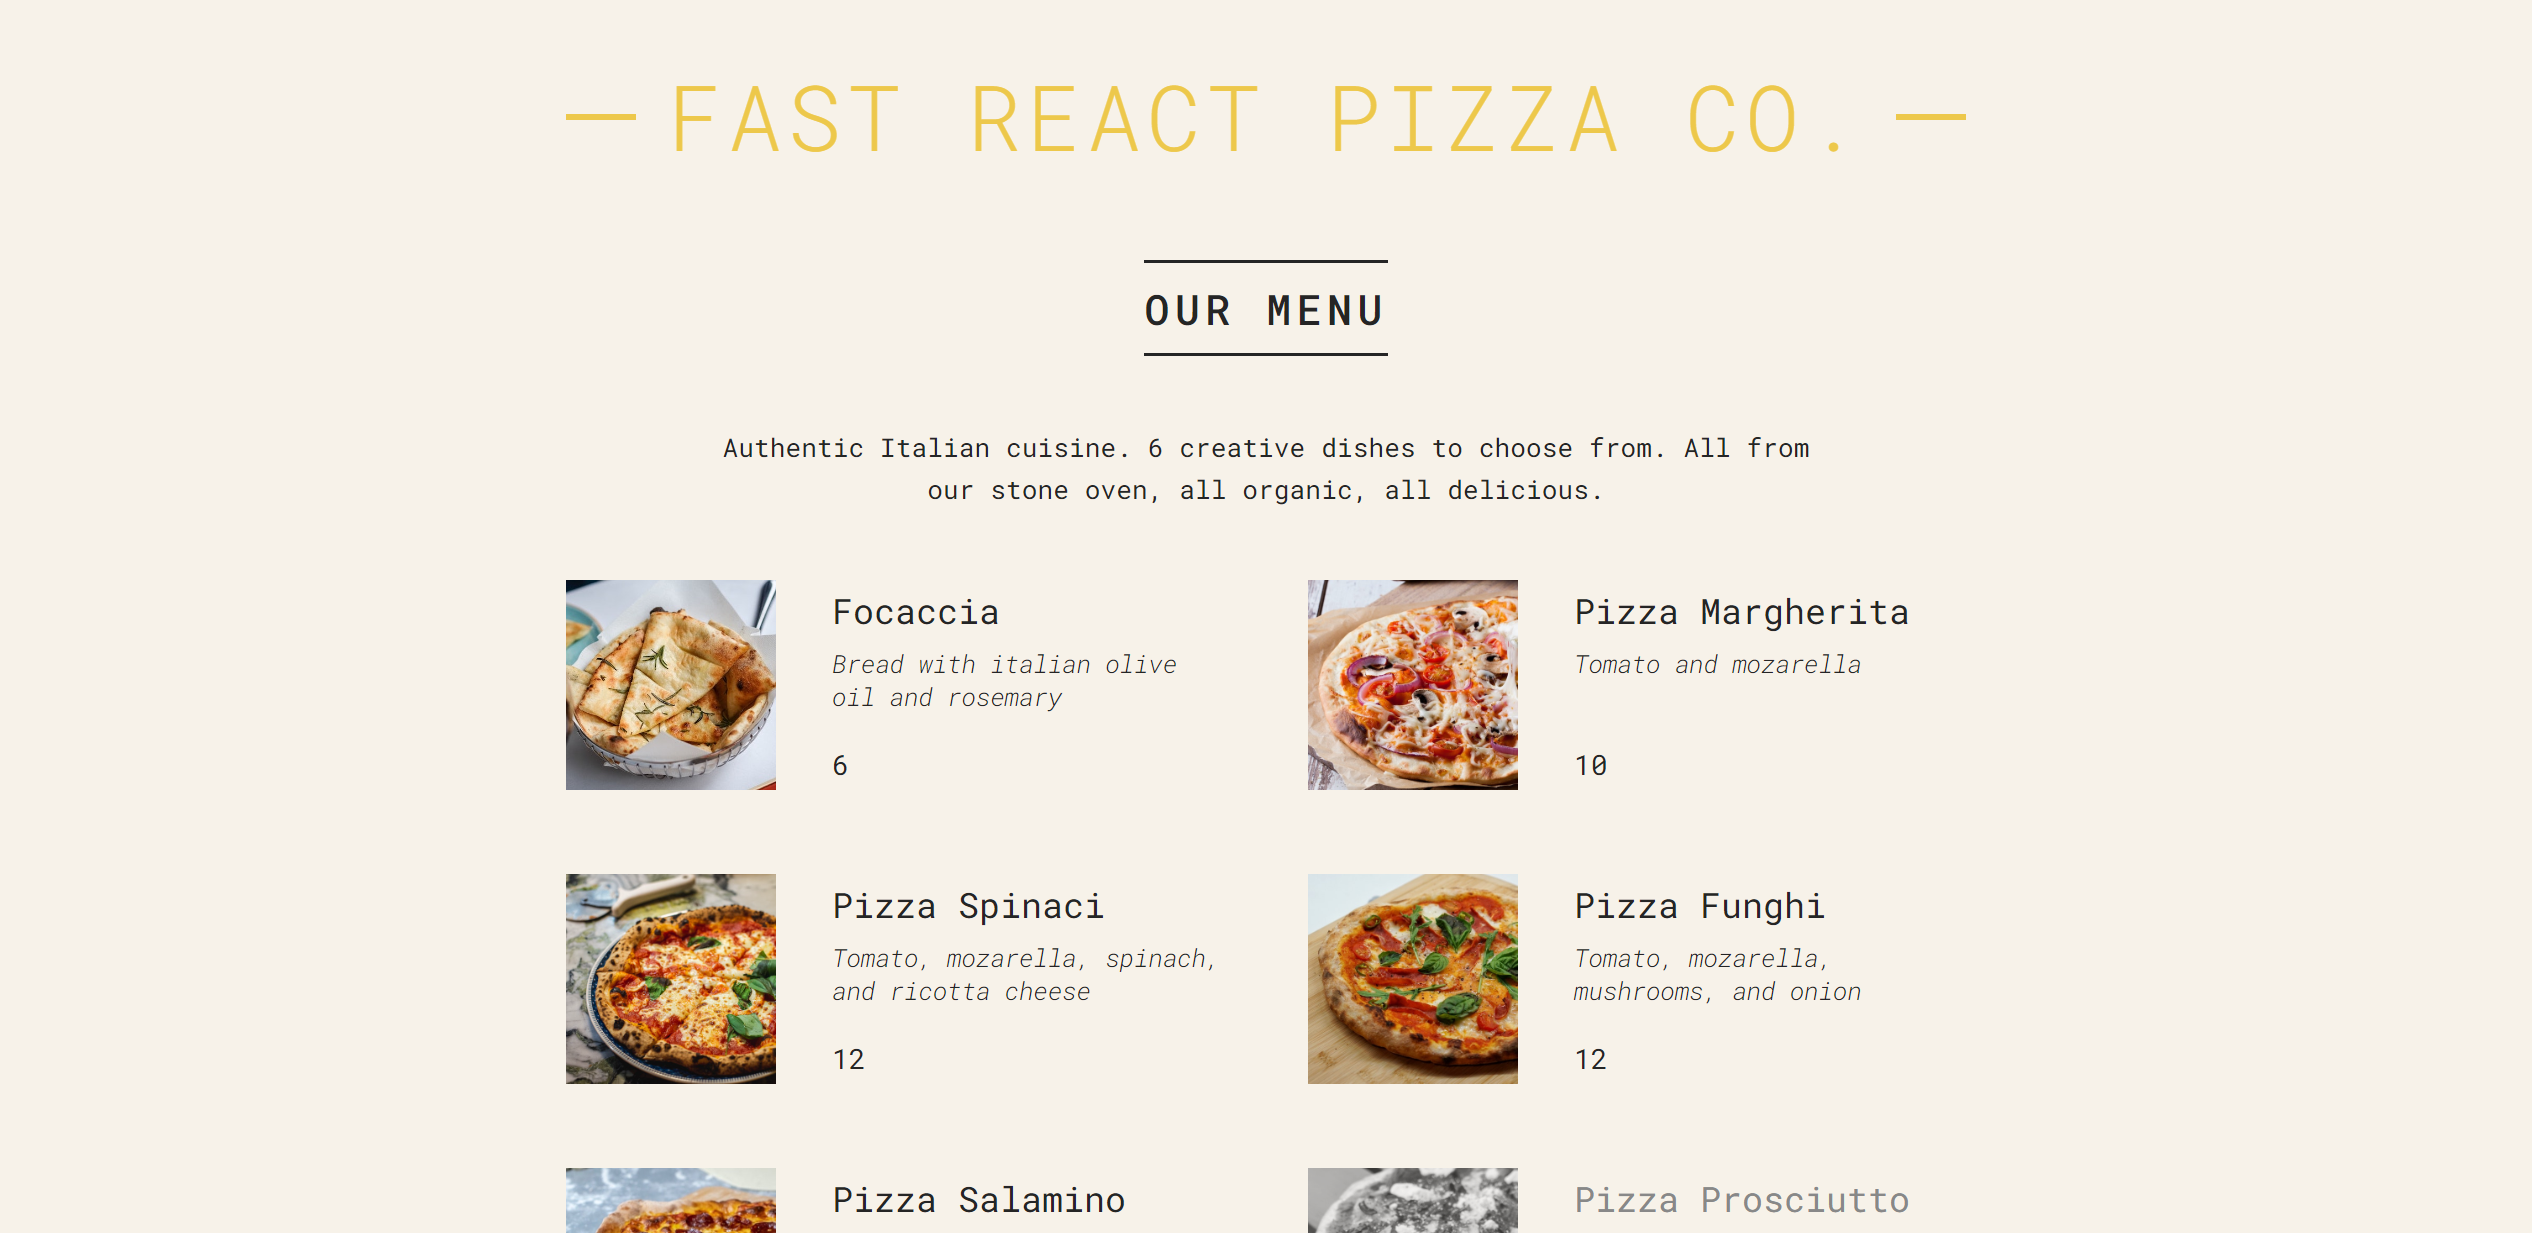 — FAST REACT PIZZA CO. —
OUR MENU
Authentic Italian cuisine. 6 creative dishes to choose from. All from
our stone oven, all organic, all delicious.
Focaccia
Bread with italian olive
oil and rosemary
6
Pizza Margherita
Tomato and mozarella
10
Pizza Spinaci
Tomato, mozarella, spinach,
and ricotta cheese
12
Pizza Funghi
Tomato, mozarella,
mushrooms, and onion
12
Pizza Salamino
Pizza Prosciutto